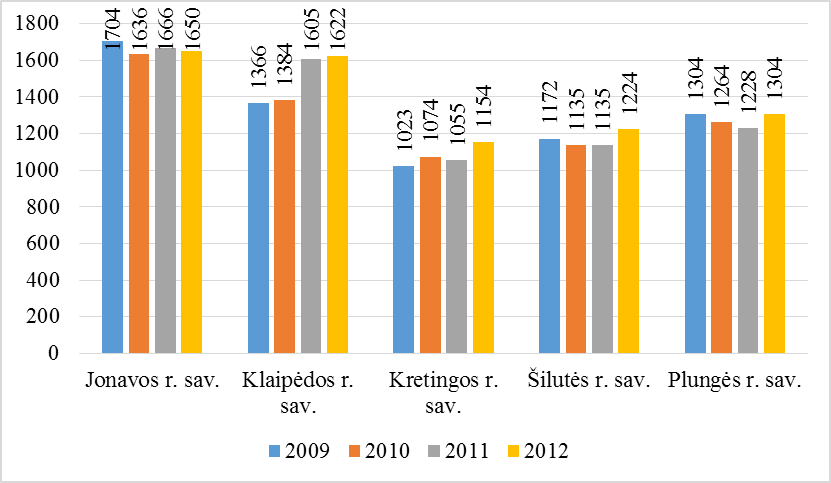 1800
1600
1400
1200
1000
800
600
400
200
0
1704 1636 1666 1650
1366 1384 1605 1622
1023 1074 1055 1154
1172 1135 1135 1224
1304 1264 1228 1304
Jonavos r. sav.
Klaipėdos r.
sav.
Kretingos r.
sav.
Šilutės r. sav.
Plungės r. sav.
2009 2010 2011 2012